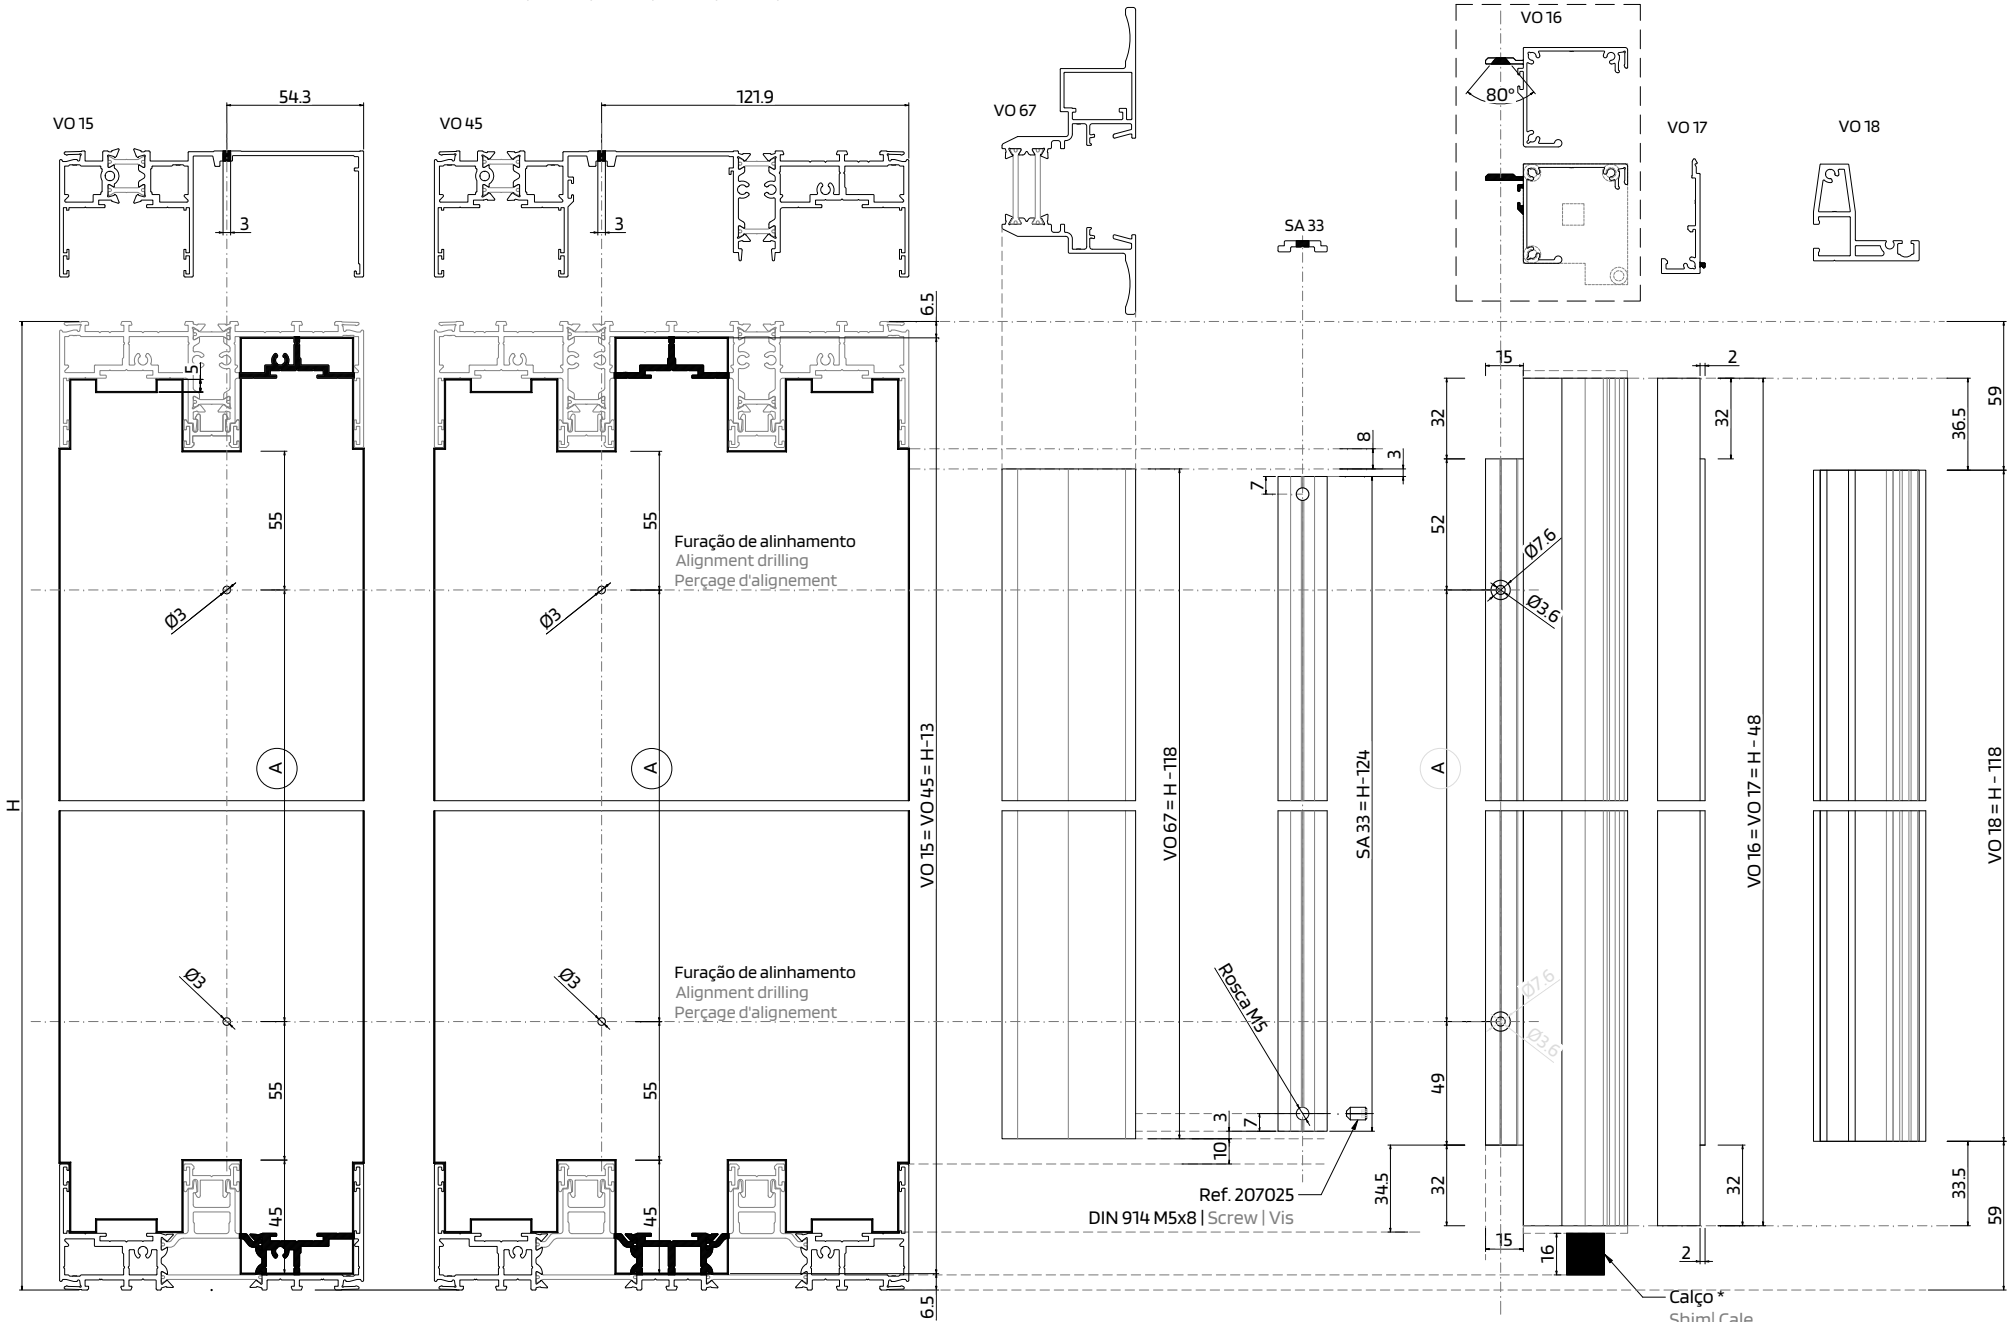 VO 16
54.3
121.9
80°
VO 15
VO 45
VO 67
VO 17
VO 18
3
3
SA 33
6.5
15
2
5
32
32
36.5
59
8
3
7
55
55
52
Furação de alinhamento
Alignment drilling
Perçage d'alignement
Ø7.6
Ø3.6
Ø3
Ø3
A
A
A
H
VO 15 = VO 45 = H-13
VO 67 = H -118
SA 33 = H-124
VO 16 = VO 17 = H - 48
VO 18 = H - 118
Furação de alinhamento
Alignment drilling
Perçage d'alignement
Ø3
Ø3
Rosca M5
Ø7.6
Ø3.6
55
55
49
3
7
10
34.5
32
32
33.5
59
45
45
Ref. 207025
DIN 914 M5x8 | Screw | Vis
15
16
2
6.5
Calço *
Shim| Cale